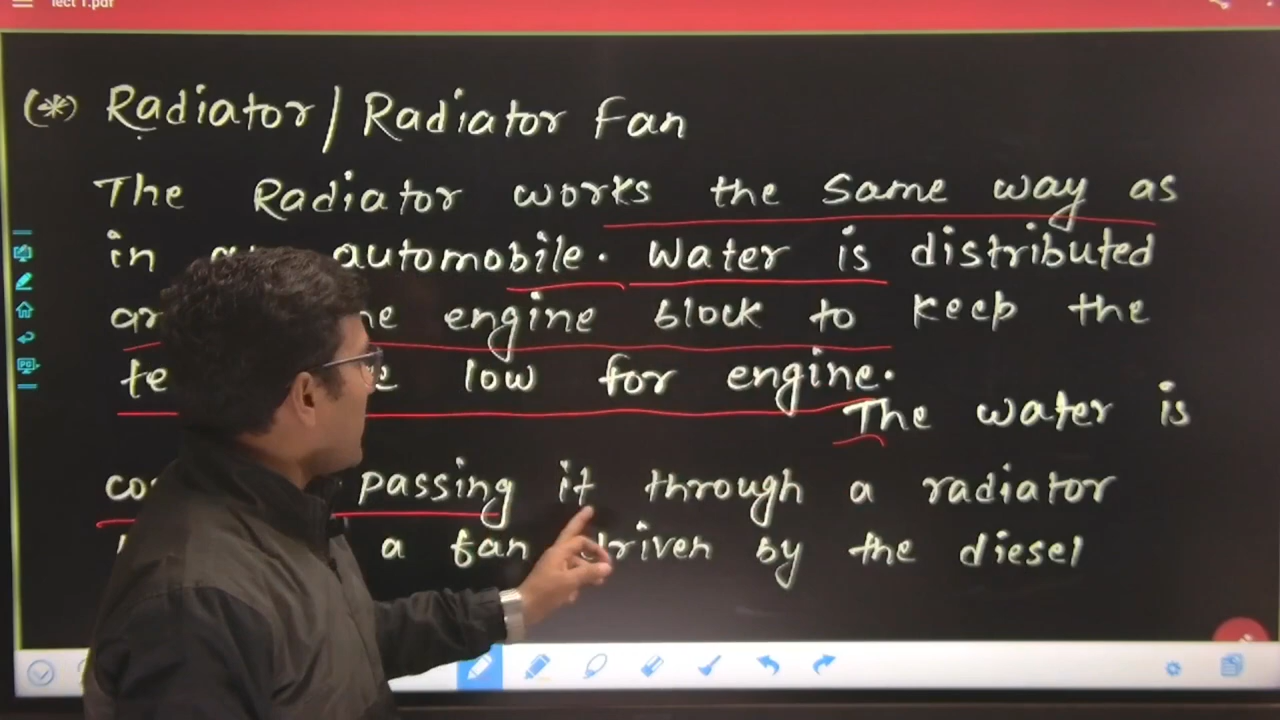 lect 1.pdf
(*) Radiator/Radiator Fan
The Radiator works the same way as
in automobile. Water is distributed
engine block to keep the
low for engine.
The water is
passing it through a radiator
a fan driven by the diesel